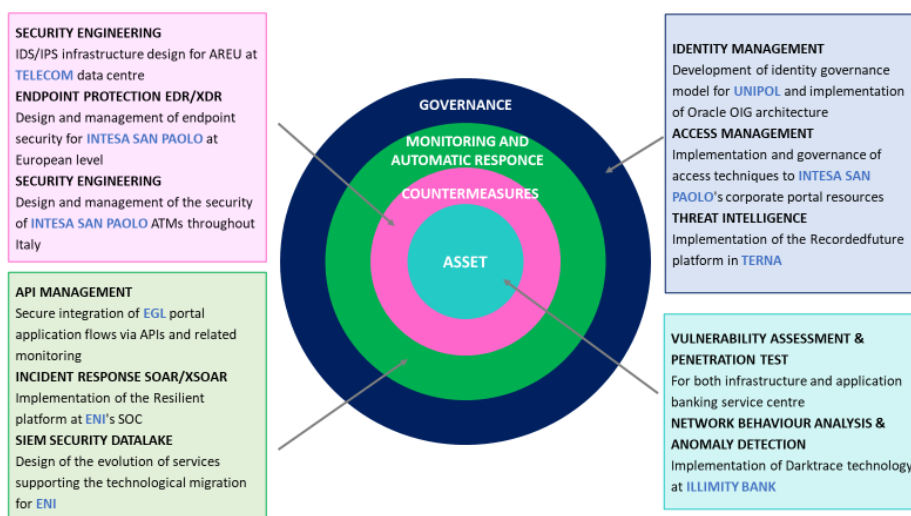 SECURITY ENGINEERING
IDS/IPS infrastructure design for AREU at
TELECOM data centre
ENDPOINT PROTECTION EDR/XDR
Design and management of endpoint
security for INTESA SAN PAOLO at
European level
SECURITY ENGINEERING
Design and management of the security
of INTESA SAN PAOLO ATMs throughout
Italy
API MANAGEMENT
Secure integration of EGL portal
application flows via APIs and related
monitoring
INCIDENT RESPONSE SOAR/XSOAR
Implementation of the Resilient
platform at ENI's SOC
SIEM SECURITY DATALAKE
Design of the evolution of services
supporting the technological migration
for ENI
GOVERNANCE
MONITORING AND
AUTOMATIC RESPONCE
COUNTERMEASURES
ASSET
IDENTITY MANAGEMENT
Development of identity governance
model for UNIPOL and implementation
of Oracle OIG architecture
ACCESS MANAGEMENT
Implementation and governance of
access techniques to INTESA SAN
PAOLO's corporate portal resources
THREAT INTELLIGENCE
Implementation of the Recordedfuture
platform in TERNA
VULNERABILITY ASSESSMENT &
PENETRATION TEST
For both infrastructure and application
banking service centre
NETWORK BEHAVIOUR ANALYSIS &
ANOMALY DETECTION
Implementation of Darktrace technology
at ILLIMITY BANK